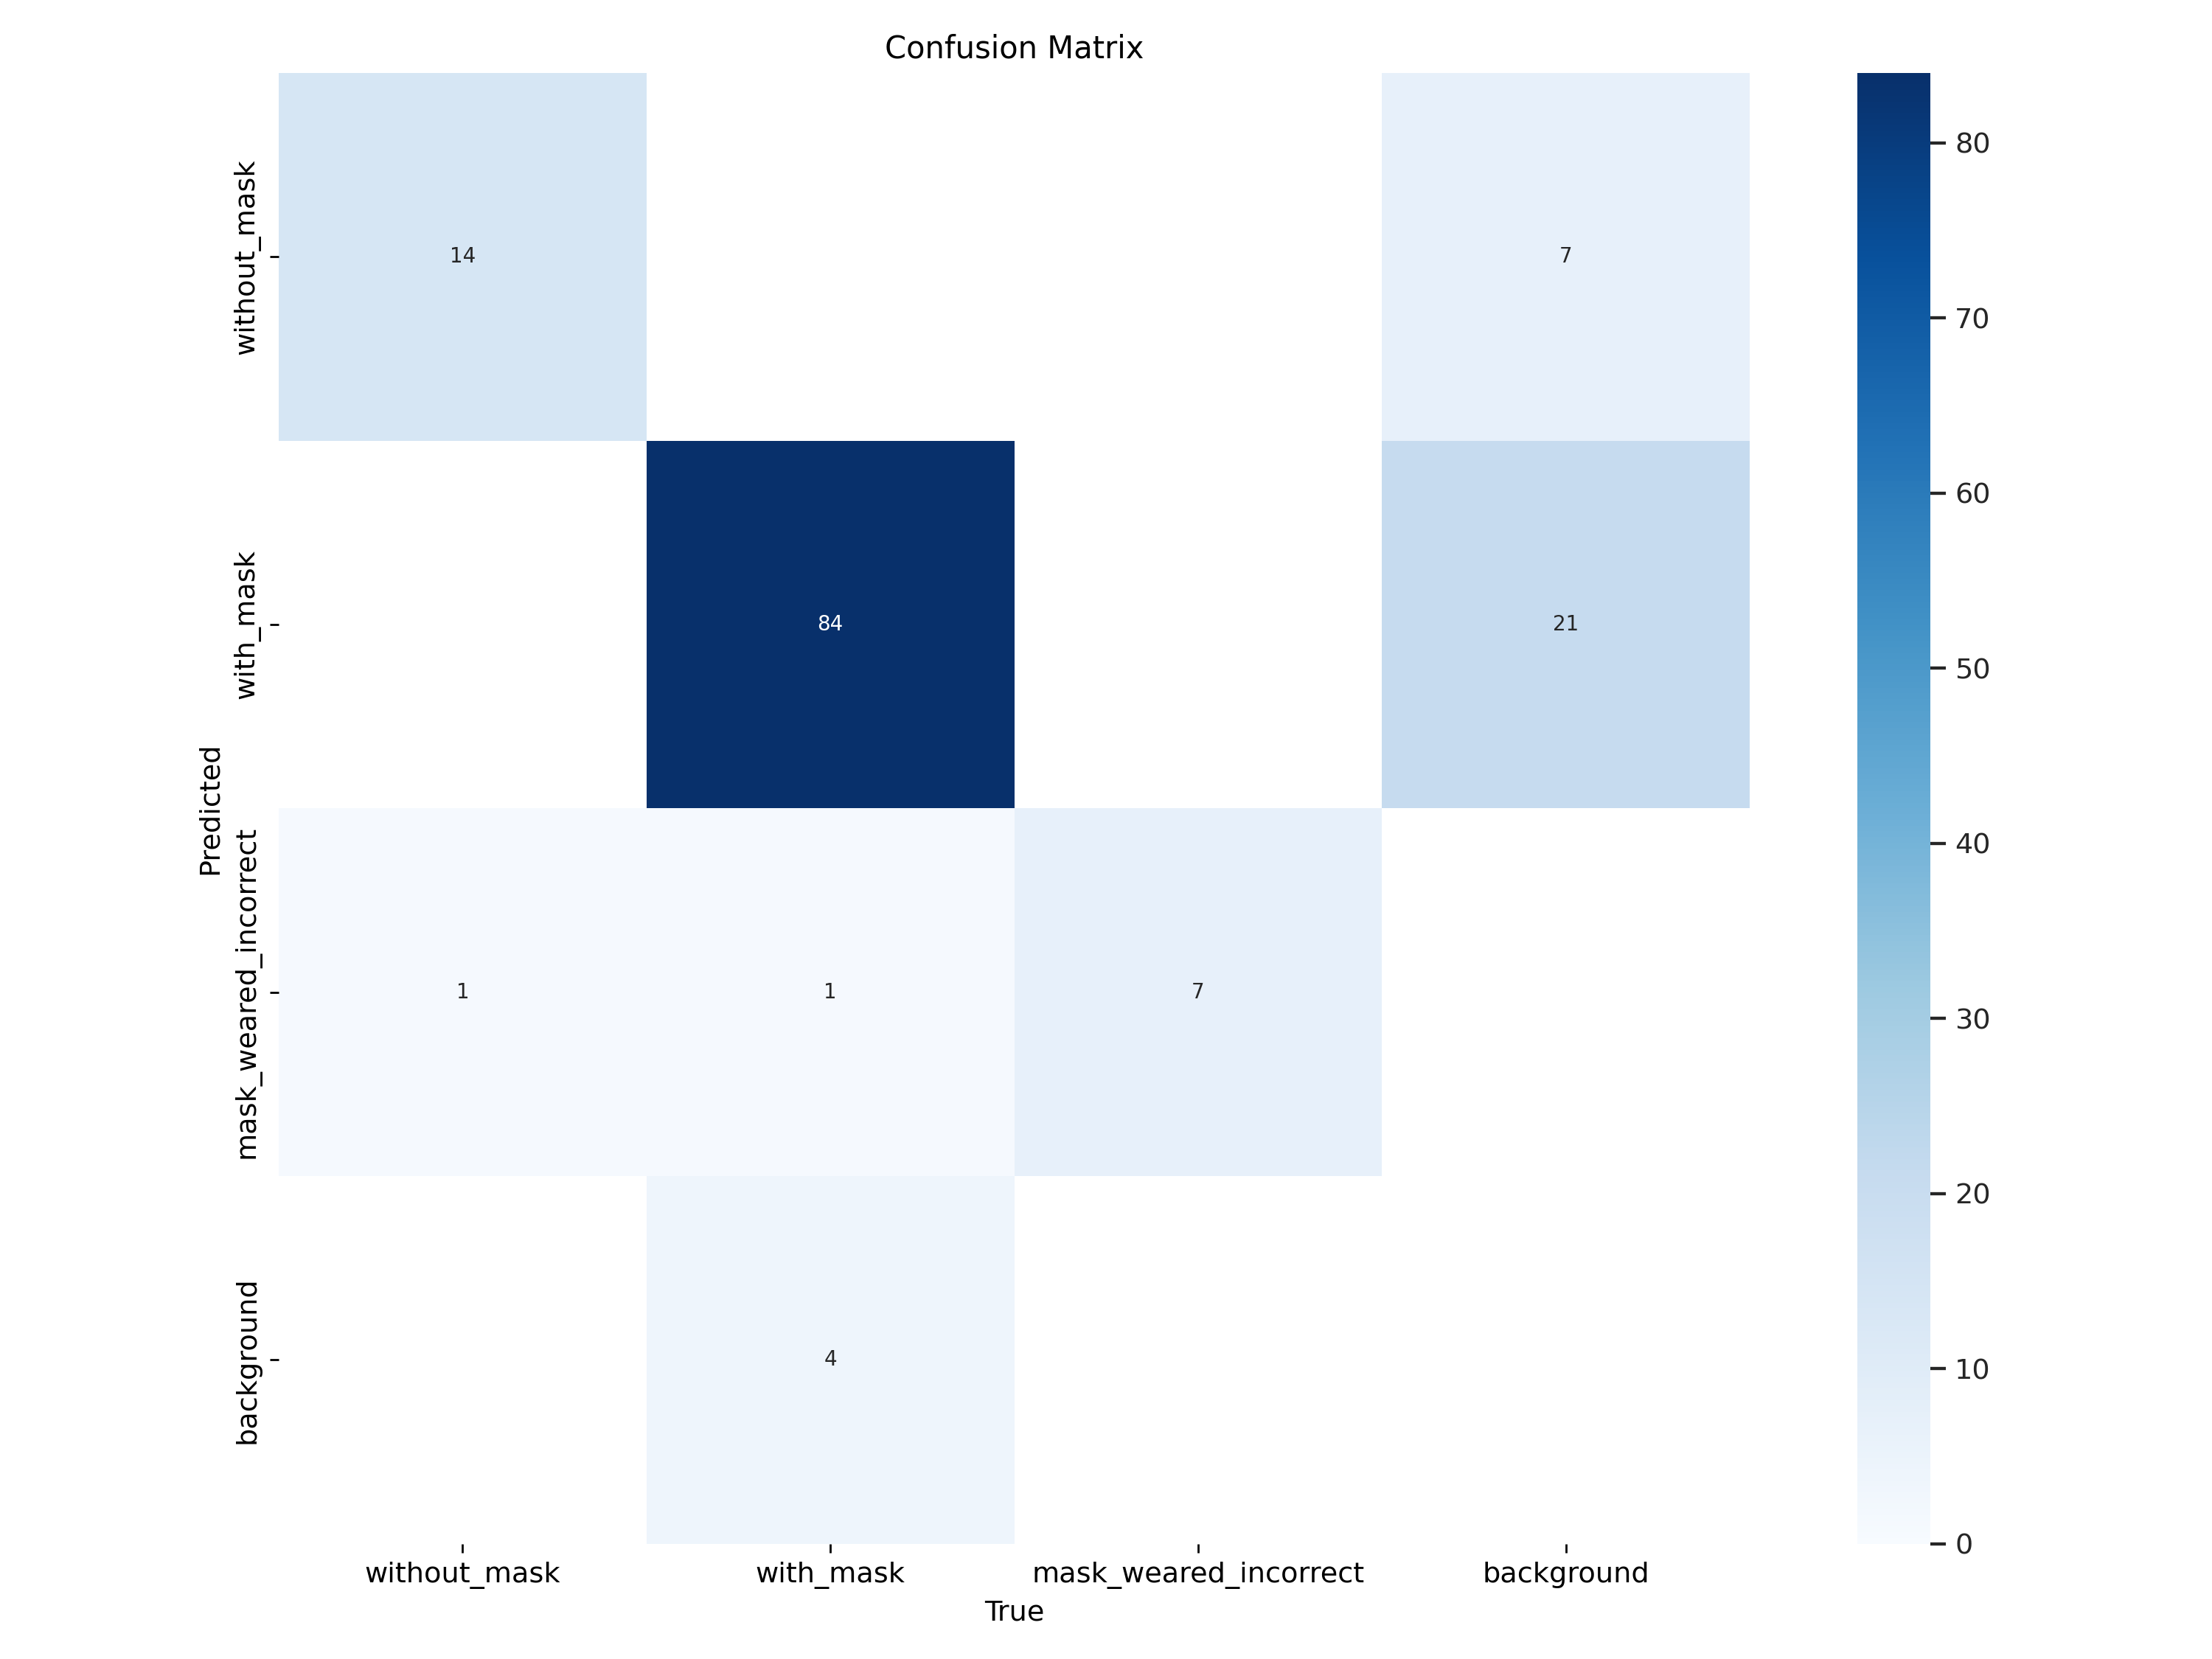 Confusion Matrix
without_mask
14
7
with_mask
84
21
Predicted
mask_weared_incorrect
1
1
7
background
4
without_mask
with_mask
mask_weared_incorrect
background
True
80
70
60
50
40
30
20
10
0